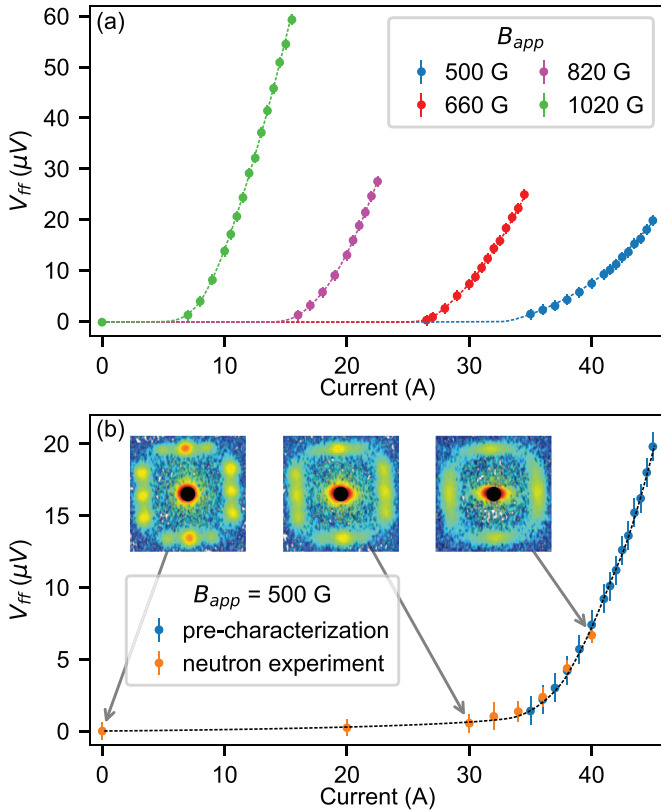 (a)
B_app
500 G
820 G
660 G
1020 G
60
50
40
30
20
10
0
V_ff (μV)
0
10
20
30
40
Current (A)
(b)
20
15
10
5
0
V_ff (μV)
B_app = 500 G
pre-characterization
neutron experiment
0
10
20
30
40
Current (A)